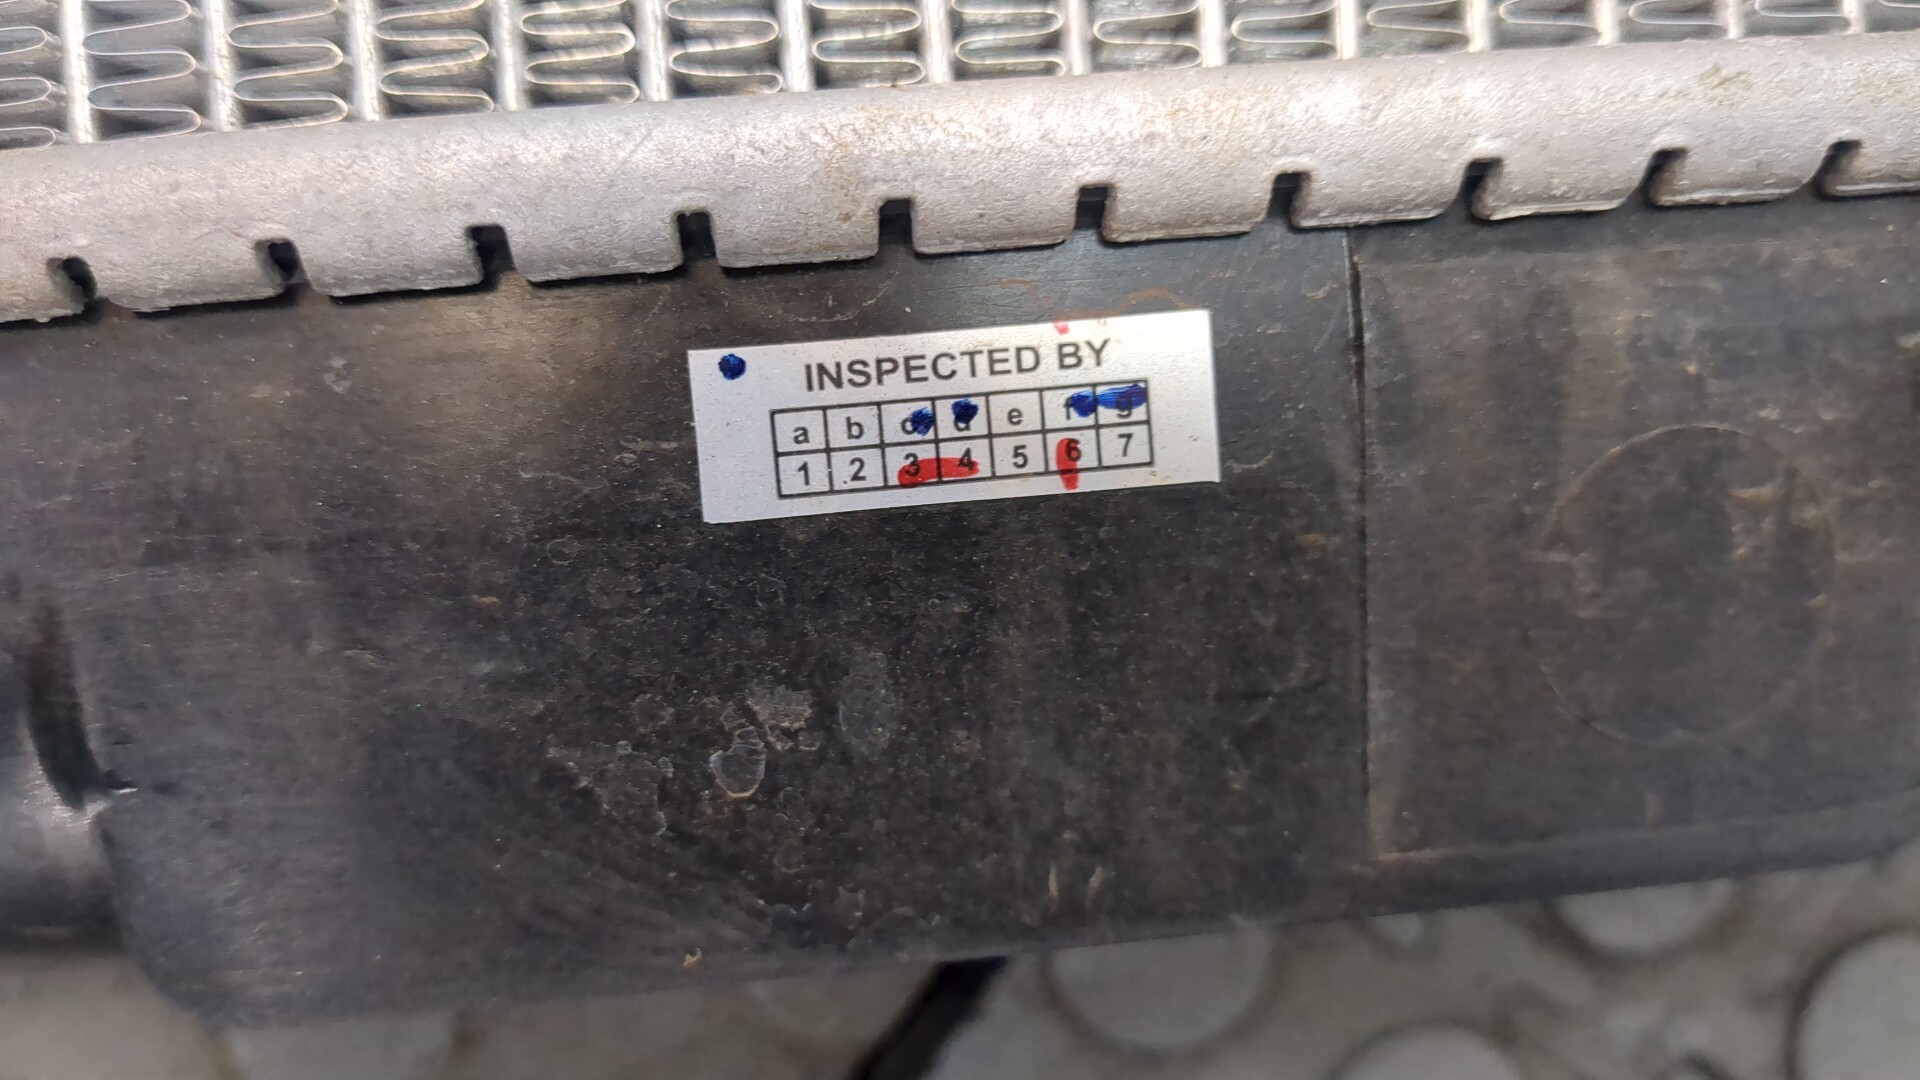 INSPECTED BY
a b c d e f g
1 2 3 4 5 6 7